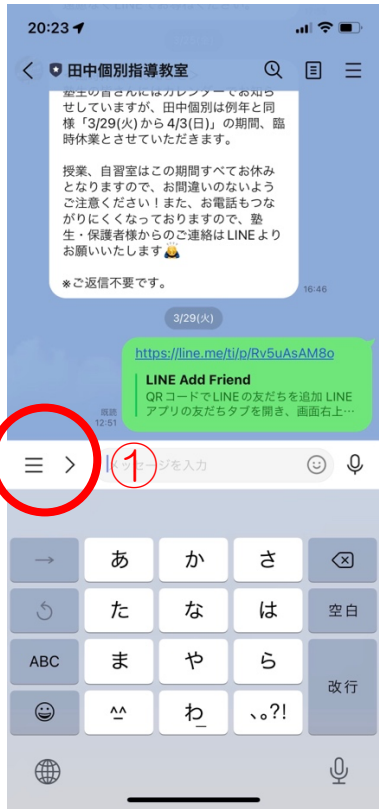 20:23
田中個別指導教室
塾生の皆さんにはカレンダーでお知ら
せしていますが、田中個別は例年と同
様「3/29(火)から4/3(日)」の期間、臨
時休業とさせていただきます。
授業、自習室はこの期間すべてお休み
となりますので、お間違いのないよう
ご注意ください！また、お電話もつな
がりにくくなっておりますので、塾
生・保護者様からのご連絡はLINEより
お願いいたします🙇
※ご返信不要です。
16:46
3/29(火)
https://line.me/ti/p/Rv5uAsAM8o
LINE Add Friend
QRコードでLINEの友だちを追加 LINE
アプリの友だちタブを開き、画面右上…
既読
12:51
①
メッセージを入力
→ あ か さ
た な は 空白
ABC ま や ら
改行
^^ わ 、。?!